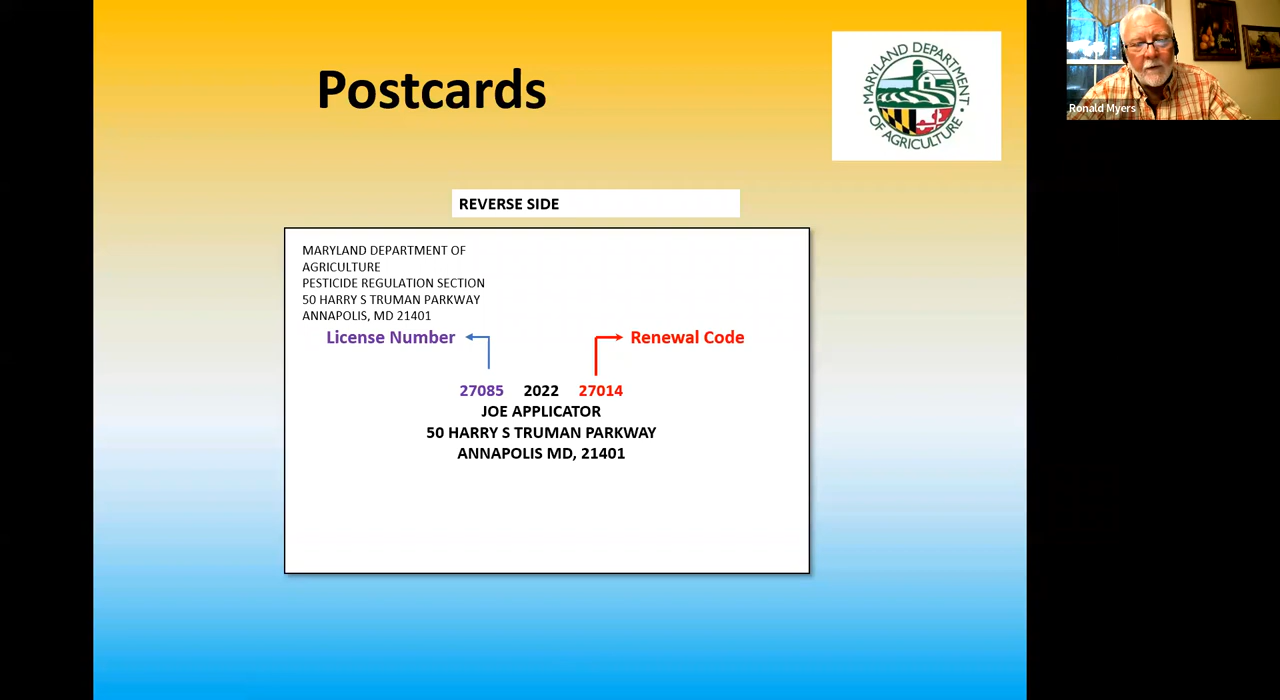 Postcards
MARYLAND DEPARTMENT
OF AGRICULTURE
Ronald Myers
REVERSE SIDE
MARYLAND DEPARTMENT OF
AGRICULTURE
PESTICIDE REGULATION SECTION
50 HARRY S TRUMAN PARKWAY
ANNAPOLIS, MD 21401
License Number
Renewal Code
27085 2022 27014
JOE APPLICATOR
50 HARRY S TRUMAN PARKWAY
ANNAPOLIS MD, 21401